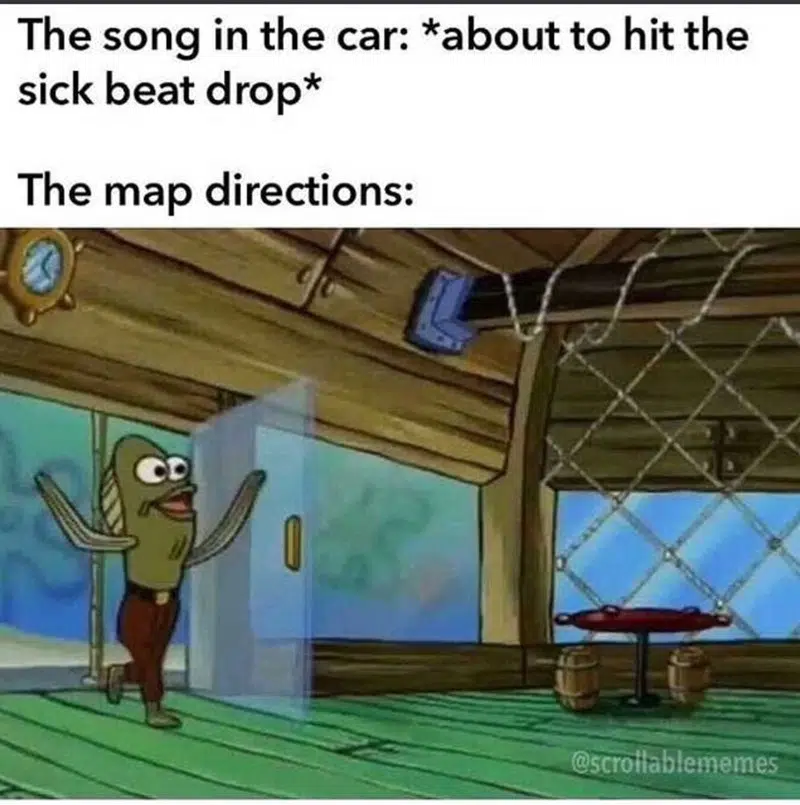 The song in the car: *about to hit the
sick beat drop*
The map directions:
@scrollablememes